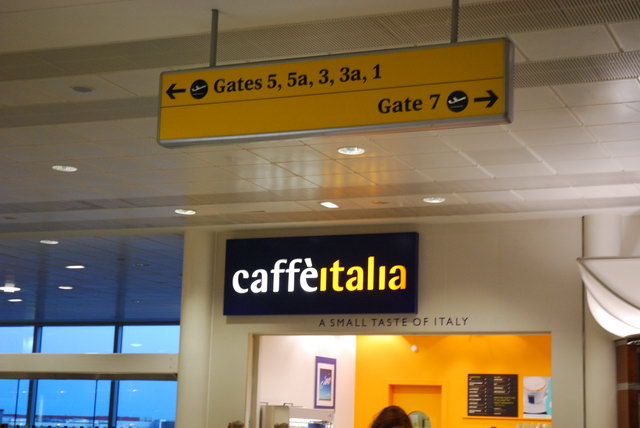 Gates 5, 5a, 3, 3a, 1
Gate 7
caffèitalia
A SMALL TASTE OF ITALY